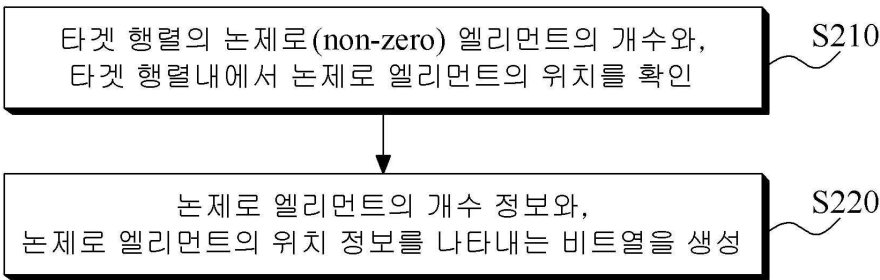 타겟 행렬의 논제로(non-zero) 엘리먼트의 개수와,
타겟 행렬내에서 논제로 엘리먼트의 위치를 확인
S210
논제로 엘리먼트의 개수 정보와,
논제로 엘리먼트의 위치 정보를 나타내는 비트열을 생성
S220